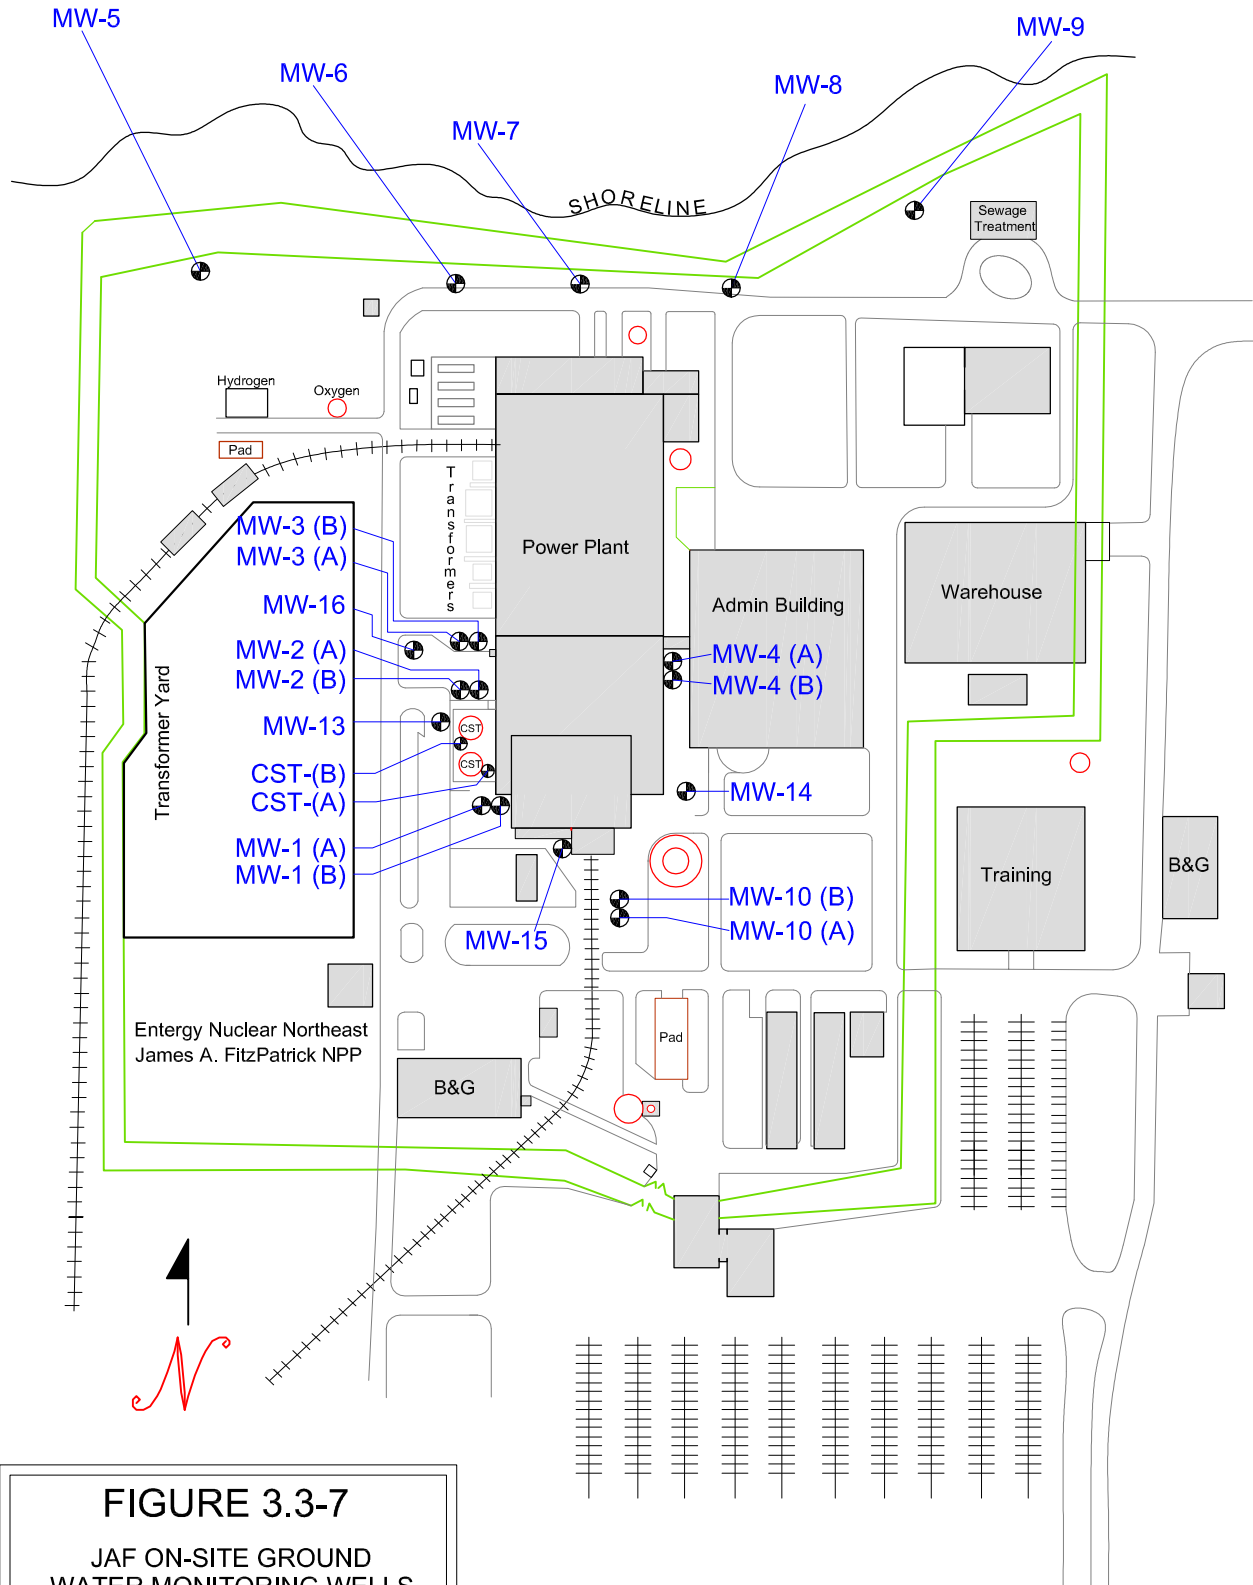 MW-5
MW-9
MW-6
MW-8
MW-7
SHORELINE
Sewage
Treatment
Hydrogen
Oxygen
Pad
Transformers
MW-3 (B)
MW-3 (A)
Power Plant
MW-16
Admin Building
Warehouse
MW-2 (A)
MW-2 (B)
MW-4 (A)
MW-4 (B)
Transformer Yard
MW-13
CST
CST-(B)
CST
CST-(A)
MW-14
MW-1 (A)
MW-1 (B)
Training
B&G
MW-10 (B)
MW-10 (A)
MW-15
Entergy Nuclear Northeast
James A. FitzPatrick NPP
Pad
B&G
N
FIGURE 3.3-7
JAF ON-SITE GROUND
WATER MONITORING WELLS